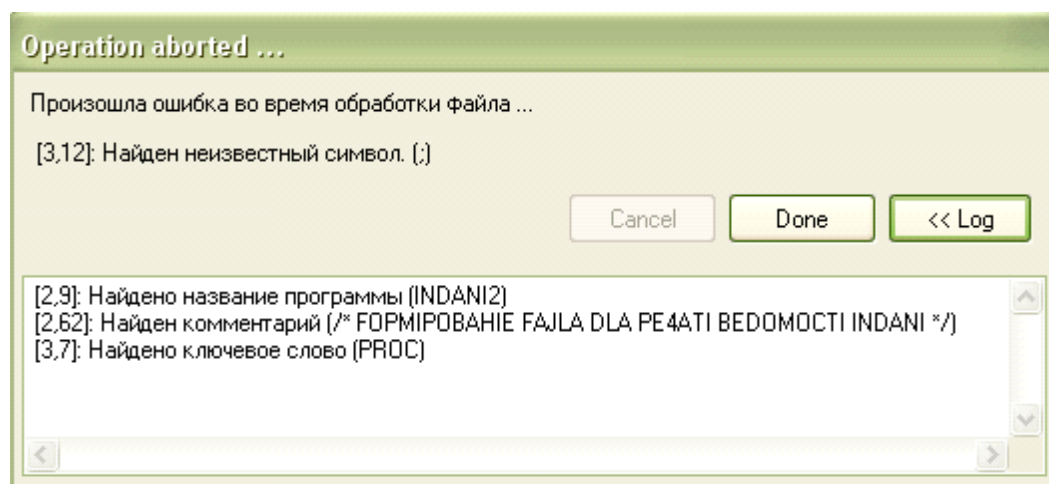 Operation aborted ...
Произошла ошибка во время обработки файла ...
[3,12]: Найден неизвестный символ. (;)
Cancel
Done
<< Log
[2,9]: Найдено название программы (INDANI2)
[2,62]: Найден комментарий (/* FOPMIPOBAHIE FAJLA DLA PE4ATI BEDOMOCTI INDANI */)
[3,7]: Найдено ключевое слово (PROC)